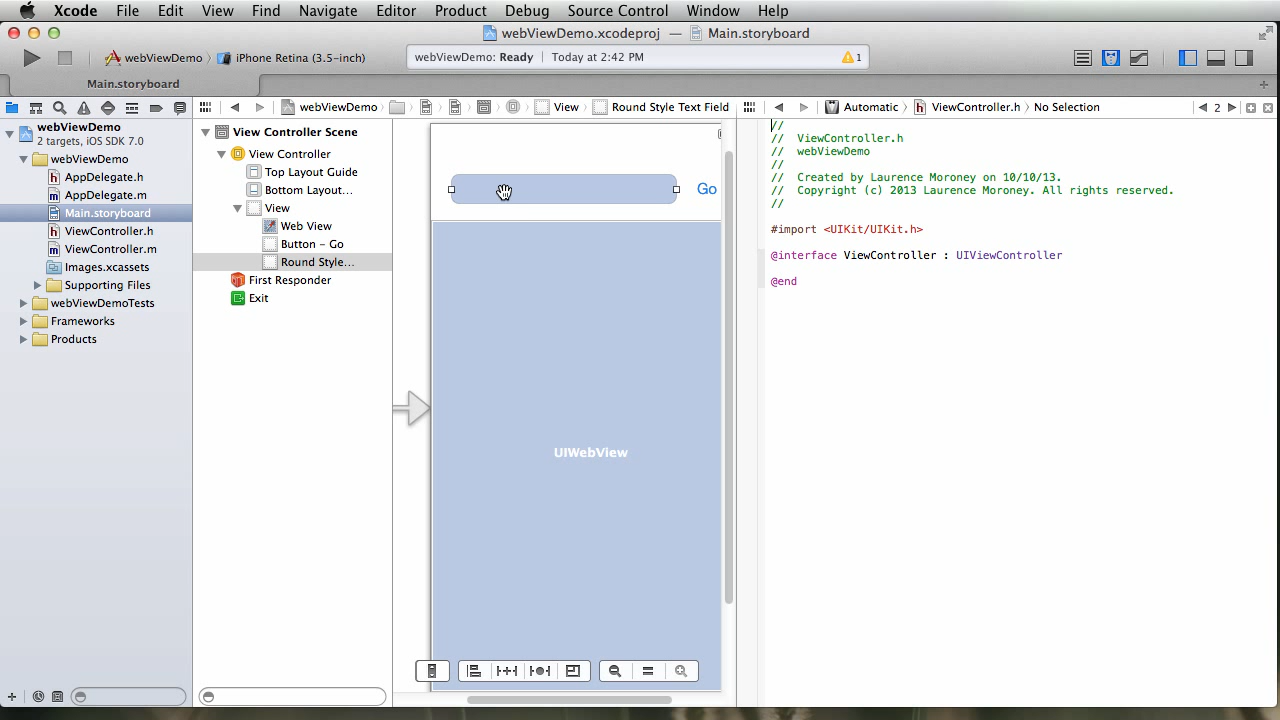 Xcode File Edit View Find Navigate Editor Product Debug Source Control Window Help
webViewDemo.xcodeproj — Main.storyboard
webViewDemo iPhone Retina (3.5-inch)
webViewDemo: Ready Today at 2:42 PM 1
Main.storyboard
webViewDemo View Round Style Text Field
Automatic ViewController.h No Selection 2
webViewDemo
2 targets, iOS SDK 7.0
webViewDemo
AppDelegate.h
AppDelegate.m
Main.storyboard
ViewController.h
ViewController.m
Images.xcassets
Supporting Files
webViewDemoTests
Frameworks
Products
View Controller Scene
View Controller
Top Layout Guide
Bottom Layout...
View
Web View
Button – Go
Round Style...
First Responder
Exit
Go
UIWebView
//
// ViewController.h
// webViewDemo
//
// Created by Laurence Moroney on 10/10/13.
// Copyright (c) 2013 Laurence Moroney. All rights reserved.
//
#import <UIKit/UIKit.h>
@interface ViewController : UIViewController
@end